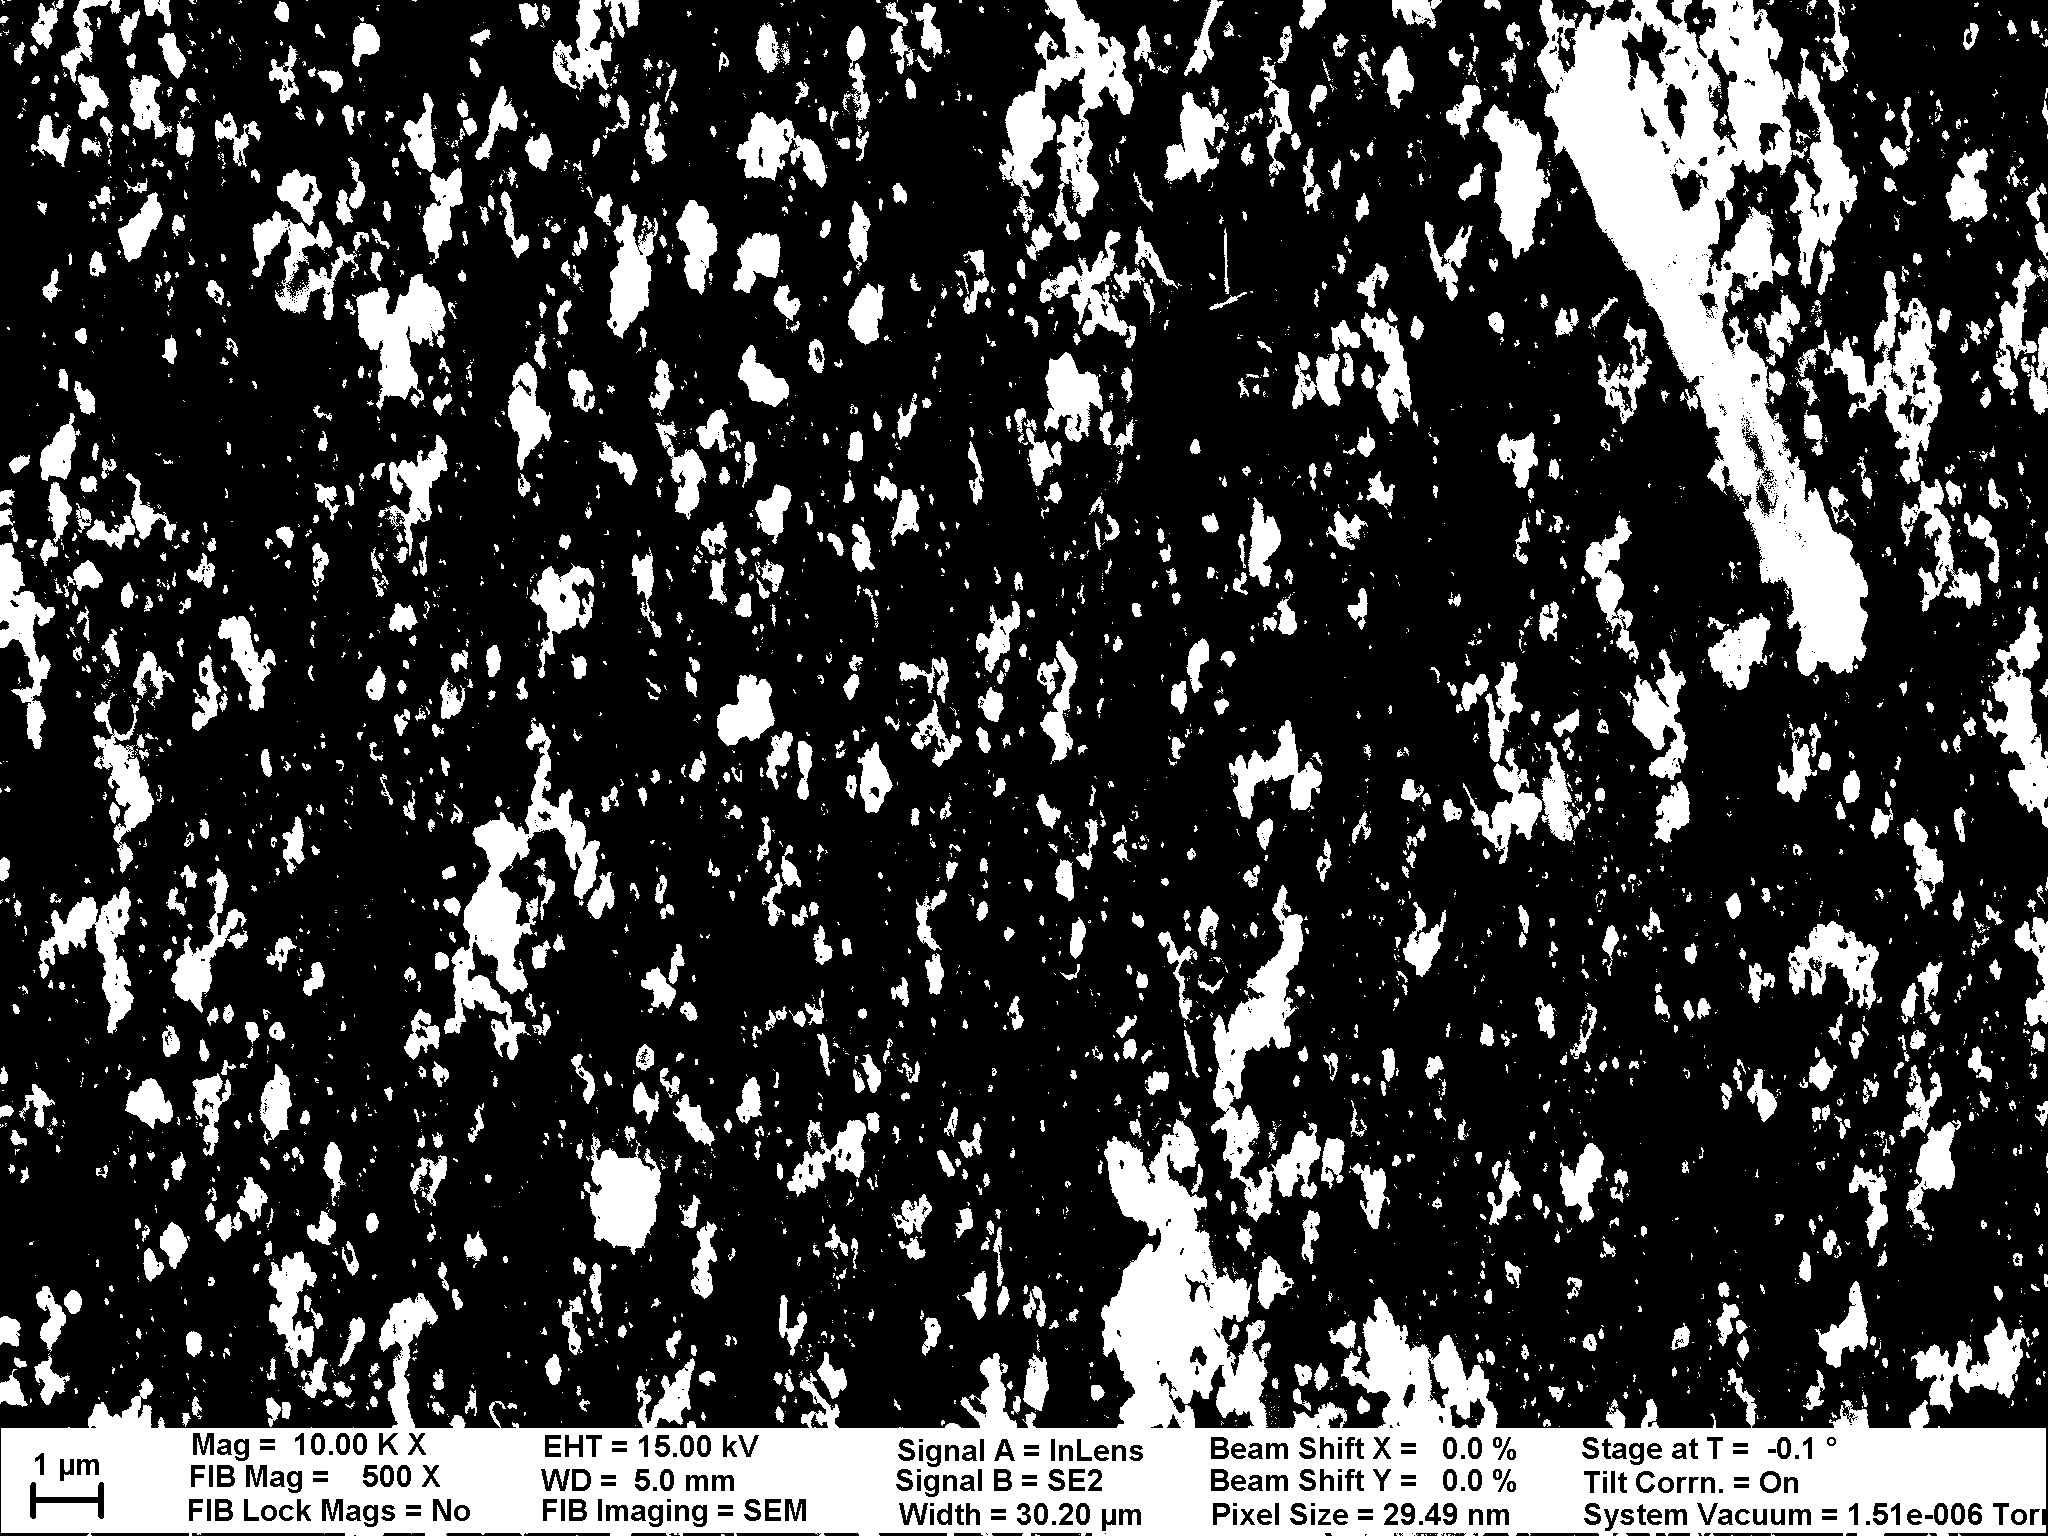 1 µm
Mag = 10.00 K X
FIB Mag = 500 X
FIB Lock Mags = No
EHT = 15.00 kV
WD = 5.0 mm
FIB Imaging = SEM
Signal A = InLens
Signal B = SE2
Width = 30.20 µm
Beam Shift X = 0.0 %
Beam Shift Y = 0.0 %
Pixel Size = 29.49 nm
Stage at T = -0.1 °
Tilt Corrn. = On
System Vacuum = 1.51e-006 Torr